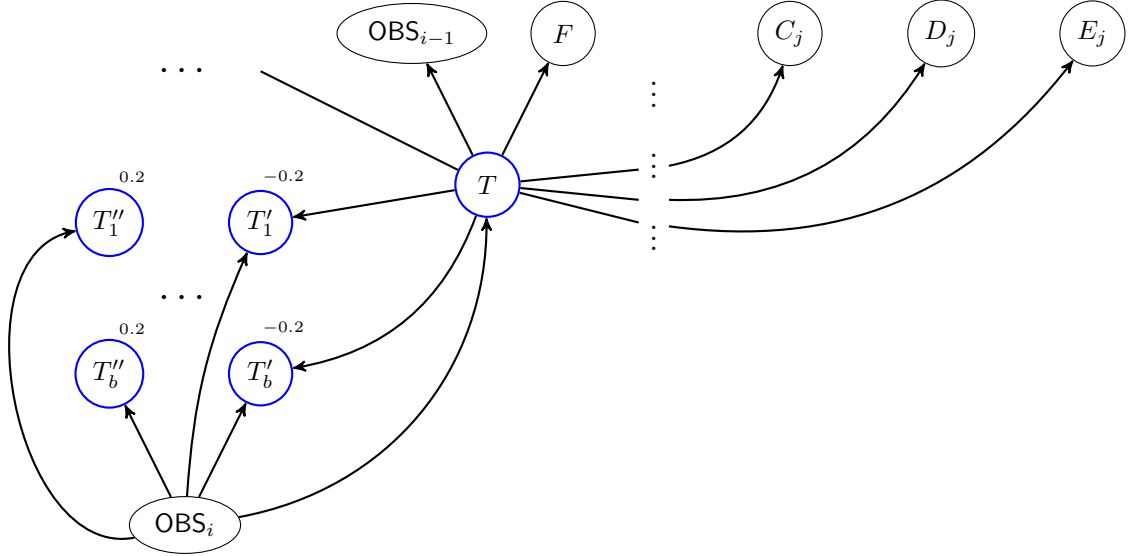 OBS_{i−1} F C_j D_j E_j
⋯
⋮
T
⋮
0.2 −0.2
T″_1 T′_1
⋮
⋯
0.2 −0.2
T″_b T′_b
OBS_i